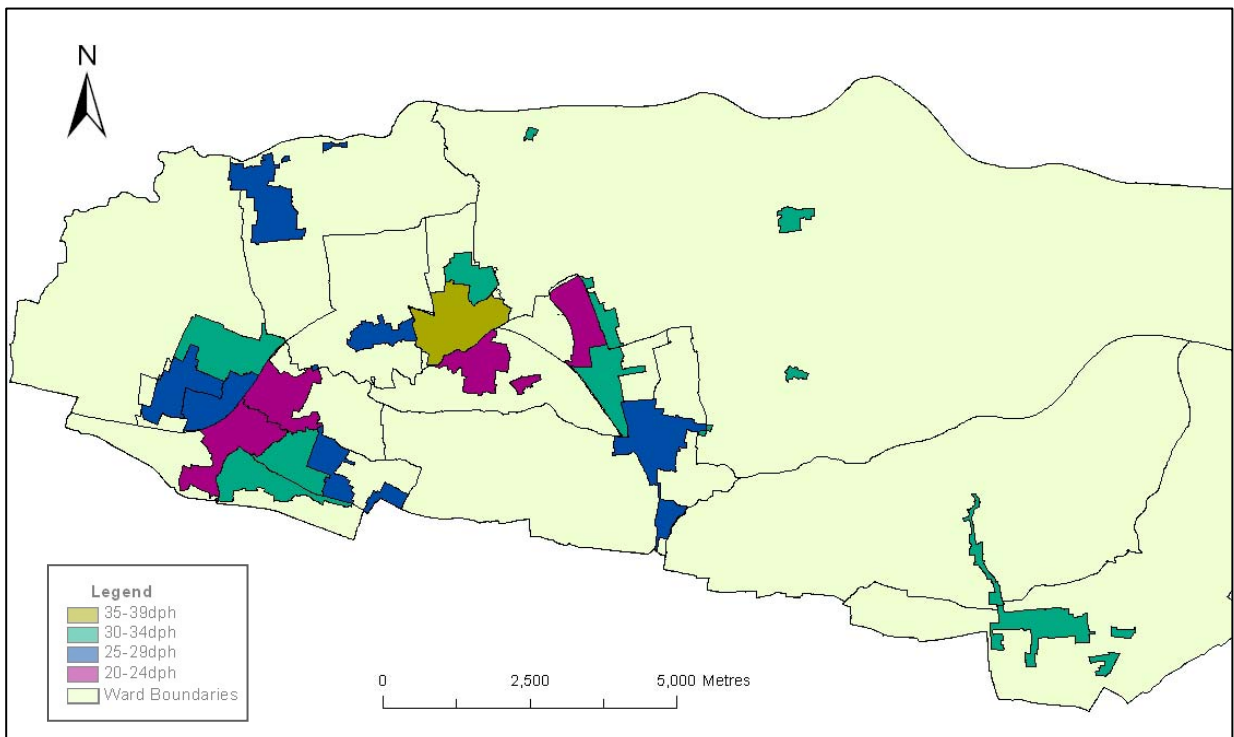 N
Legend
35-39dph
30-34dph
25-29dph
20-24dph
Ward Boundaries
0 2,500 5,000 Metres